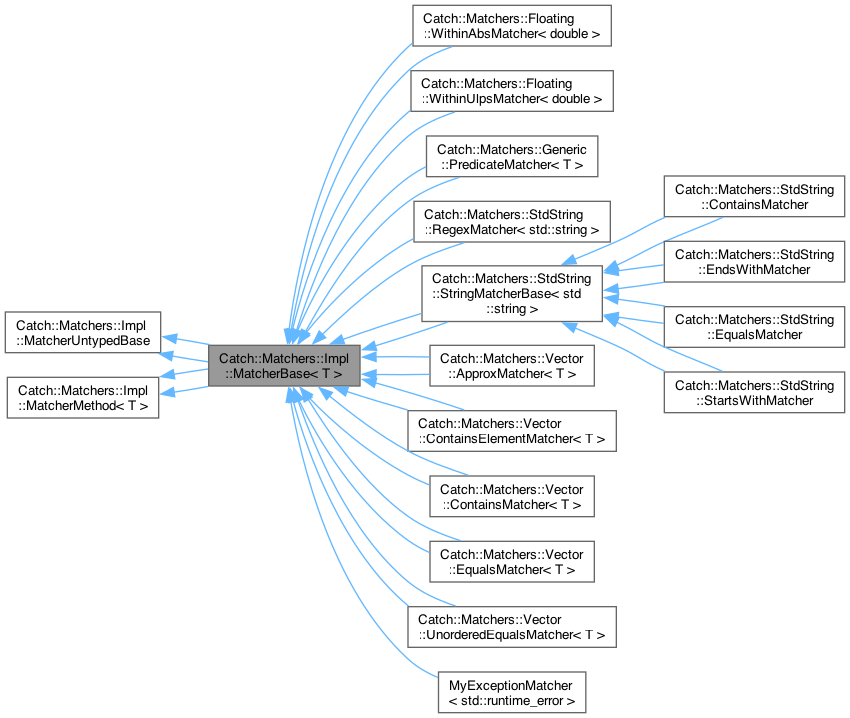 Catch::Matchers::Floating
::WithinAbsMatcher< double >
Catch::Matchers::Floating
::WithinUlpsMatcher< double >
Catch::Matchers::Generic
::PredicateMatcher< T >
Catch::Matchers::StdString
::RegexMatcher< std::string >
Catch::Matchers::StdString
::StringMatcherBase< std
::string >
Catch::Matchers::StdString
::ContainsMatcher
Catch::Matchers::StdString
::EndsWithMatcher
Catch::Matchers::StdString
::EqualsMatcher
Catch::Matchers::StdString
::StartsWithMatcher
Catch::Matchers::Impl
::MatcherUntypedBase
Catch::Matchers::Impl
::MatcherMethod< T >
Catch::Matchers::Impl
::MatcherBase< T >
Catch::Matchers::Vector
::ApproxMatcher< T >
Catch::Matchers::Vector
::ContainsElementMatcher< T >
Catch::Matchers::Vector
::ContainsMatcher< T >
Catch::Matchers::Vector
::EqualsMatcher< T >
Catch::Matchers::Vector
::UnorderedEqualsMatcher< T >
MyExceptionMatcher
< std::runtime_error >